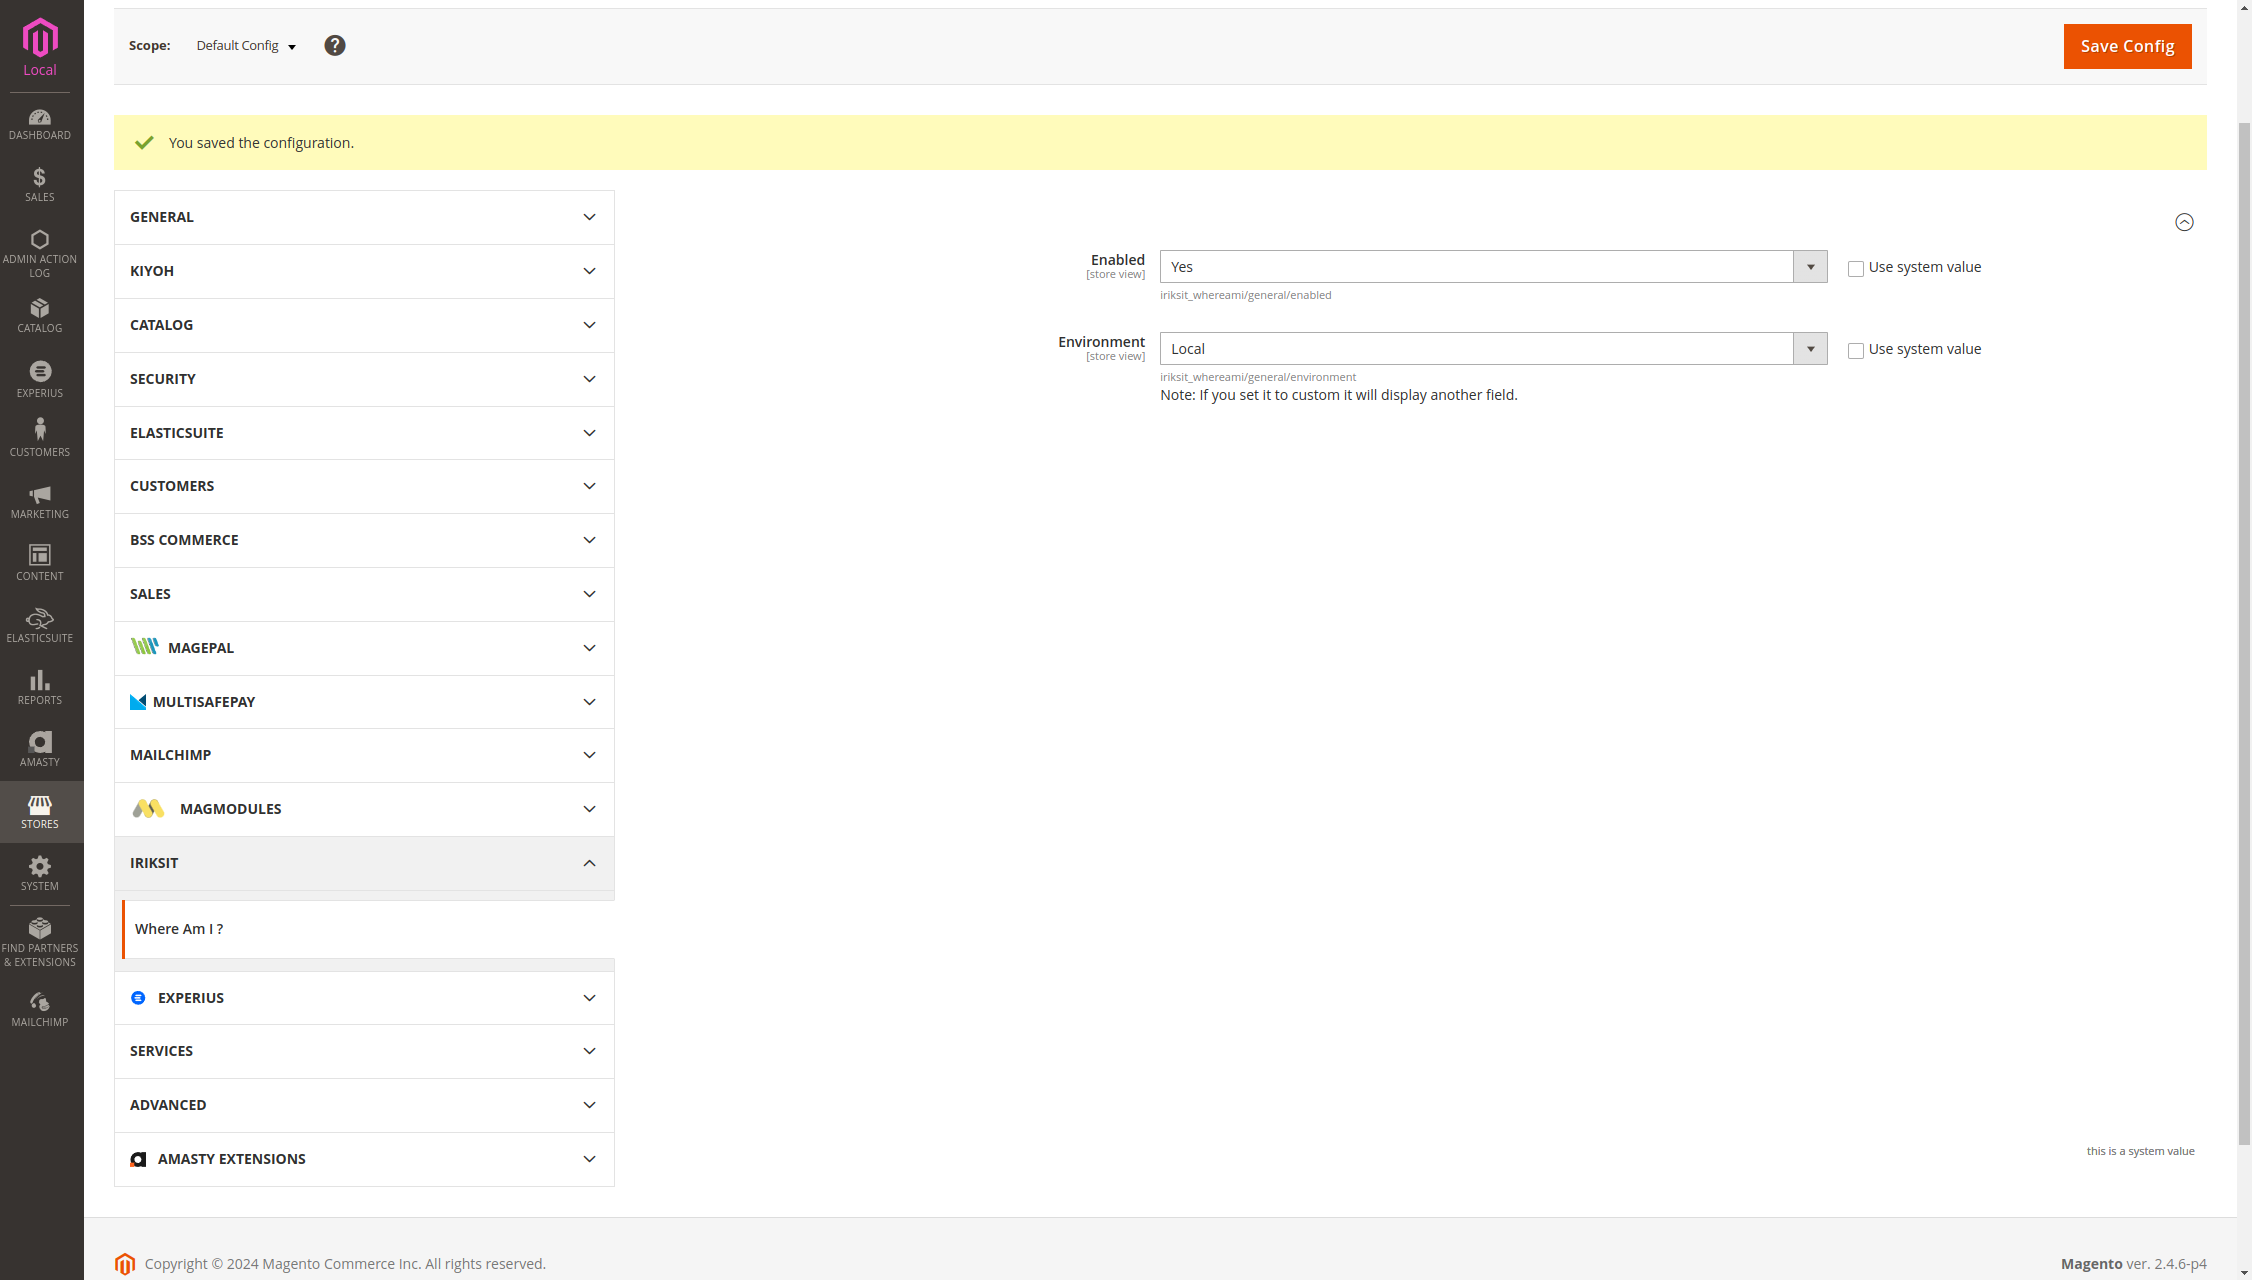 Local
DASHBOARD
SALES
ADMIN ACTION
LOG
CATALOG
EXPERIUS
CUSTOMERS
MARKETING
CONTENT
ELASTICSUITE
REPORTS
AMASTY
STORES
SYSTEM
FIND PARTNERS
& EXTENSIONS
MAILCHIMP
Scope: Default Config ?
Save Config
You saved the configuration.
GENERAL
KIYOH
CATALOG
SECURITY
ELASTICSUITE
CUSTOMERS
BSS COMMERCE
SALES
MAGEPAL
MULTISAFEPAY
MAILCHIMP
MAGMODULES
IRIKSIT
Where Am I ?
EXPERIUS
SERVICES
ADVANCED
AMASTY EXTENSIONS
Enabled Yes Use system value
[store view]
iriksit_whereami/general/enabled
Environment Local Use system value
[store view]
iriksit_whereami/general/environment
Note: If you set it to custom it will display another field.
this is a system value
Copyright © 2024 Magento Commerce Inc. All rights reserved.
Magento ver. 2.4.6-p4